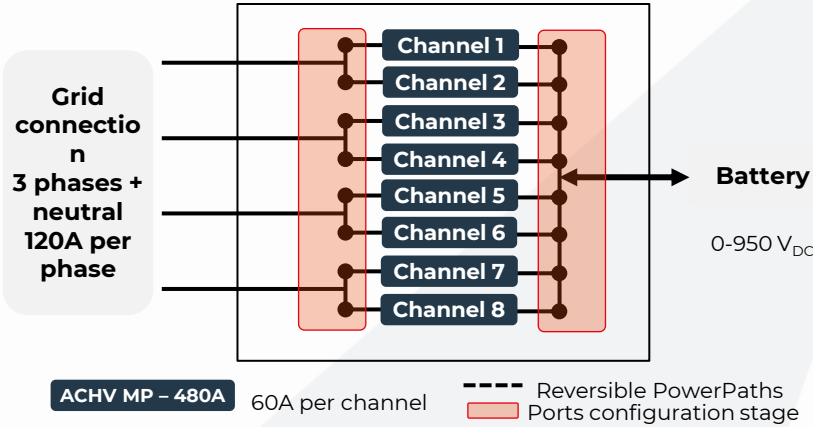 Grid
connectio
n
3 phases +
neutral
120A per
phase
Channel 1
Channel 2
Channel 3
Channel 4
Channel 5
Channel 6
Channel 7
Channel 8
Battery
0-950 V_DC
ACHV MP – 480A
60A per channel
Reversible PowerPaths
Ports configuration stage